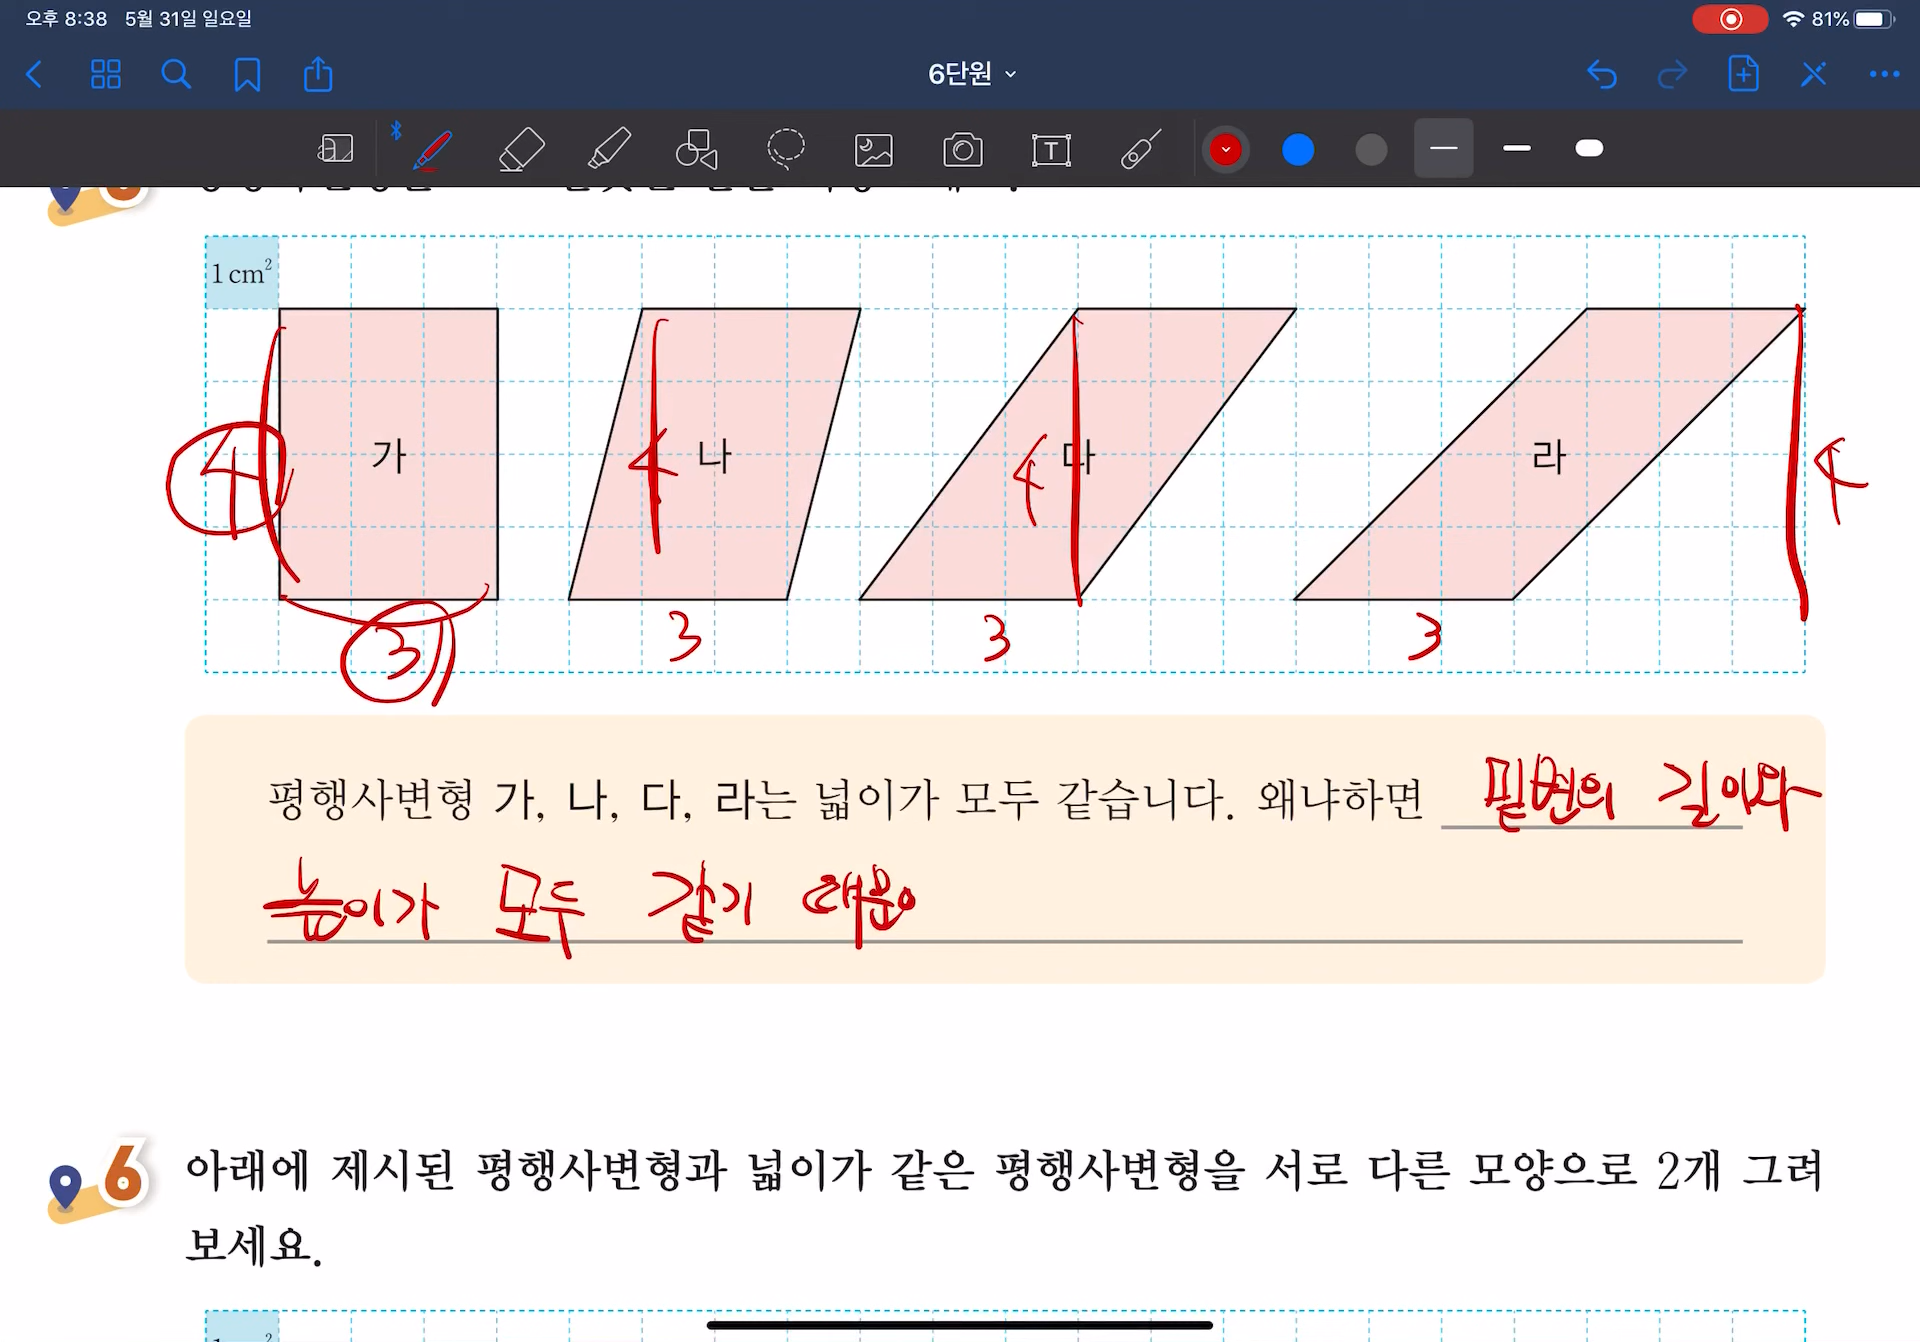 오후 8:38 5월 31일 일요일
81%
6단원
1 cm²
가
나
다
라
4
4
4
4
3
3
3
3
평행사변형 가, 나, 다, 라는 넓이가 모두 같습니다. 왜냐하면 밑변의 길이와
높이가 모두 같기 때문
6 아래에 제시된 평행사변형과 넓이가 같은 평행사변형을 서로 다른 모양으로 2개 그려
보세요.